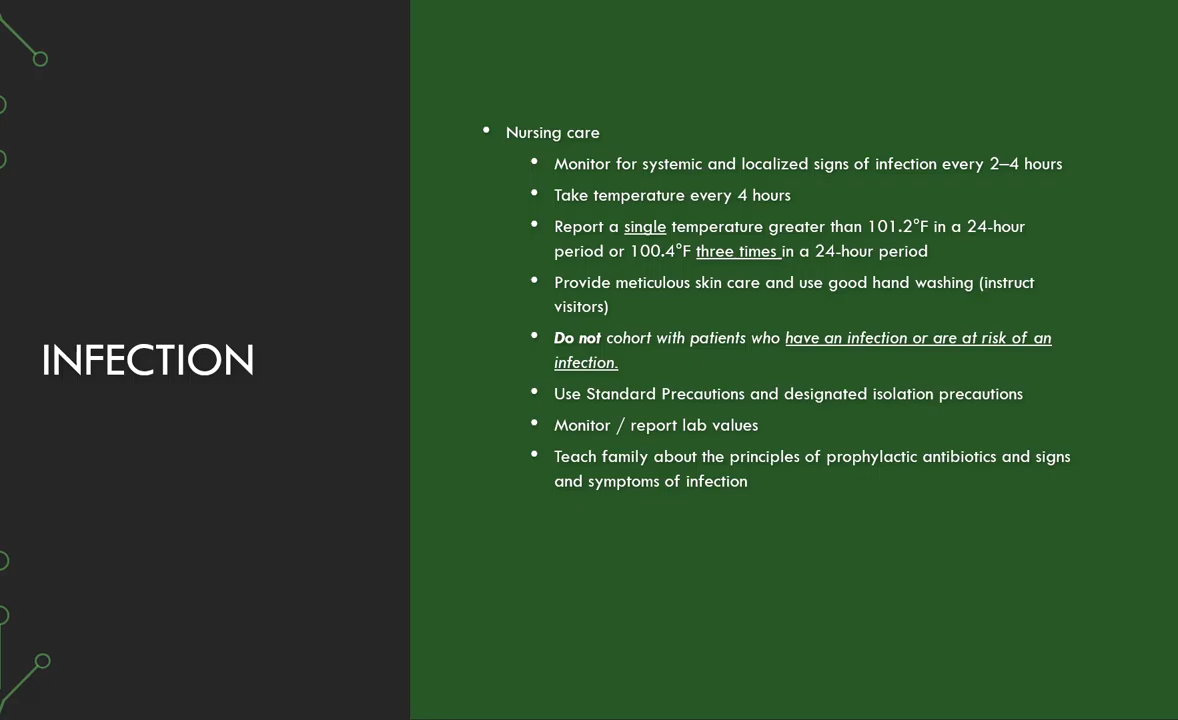 INFECTION
• Nursing care
• Monitor for systemic and localized signs of infection every 2–4 hours
• Take temperature every 4 hours
• Report a single temperature greater than 101.2°F in a 24-hour
period or 100.4°F three times in a 24-hour period
• Provide meticulous skin care and use good hand washing (instruct
visitors)
• Do not cohort with patients who have an infection or are at risk of an
infection.
• Use Standard Precautions and designated isolation precautions
• Monitor / report lab values
• Teach family about the principles of prophylactic antibiotics and signs
and symptoms of infection